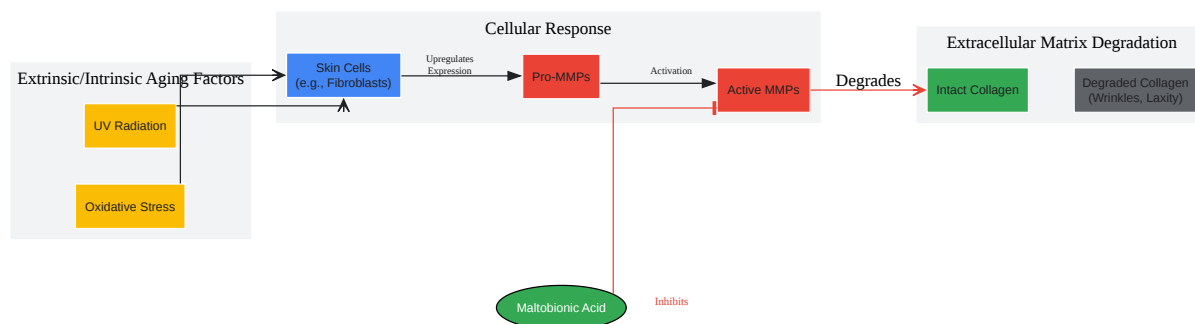 Cellular Response
Extracellular Matrix Degradation
Extrinsic/Intrinsic Aging Factors
Skin Cells
(e.g., Fibroblasts)
Upregulates
Expression
Pro-MMPs
Activation
Active MMPs
Degrades
Intact Collagen
Degraded Collagen
(Wrinkles, Laxity)
UV Radiation
Oxidative Stress
Maltobionic Acid
Inhibits